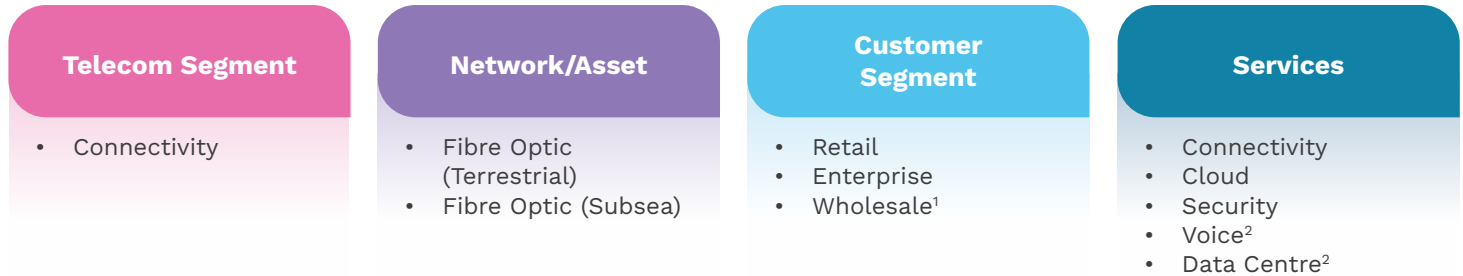 Telecom Segment
• Connectivity
Network/Asset
• Fibre Optic
(Terrestrial)
• Fibre Optic (Subsea)
Customer
Segment
• Retail
• Enterprise
• Wholesale¹
Services
• Connectivity
• Cloud
• Security
• Voice²
• Data Centre²